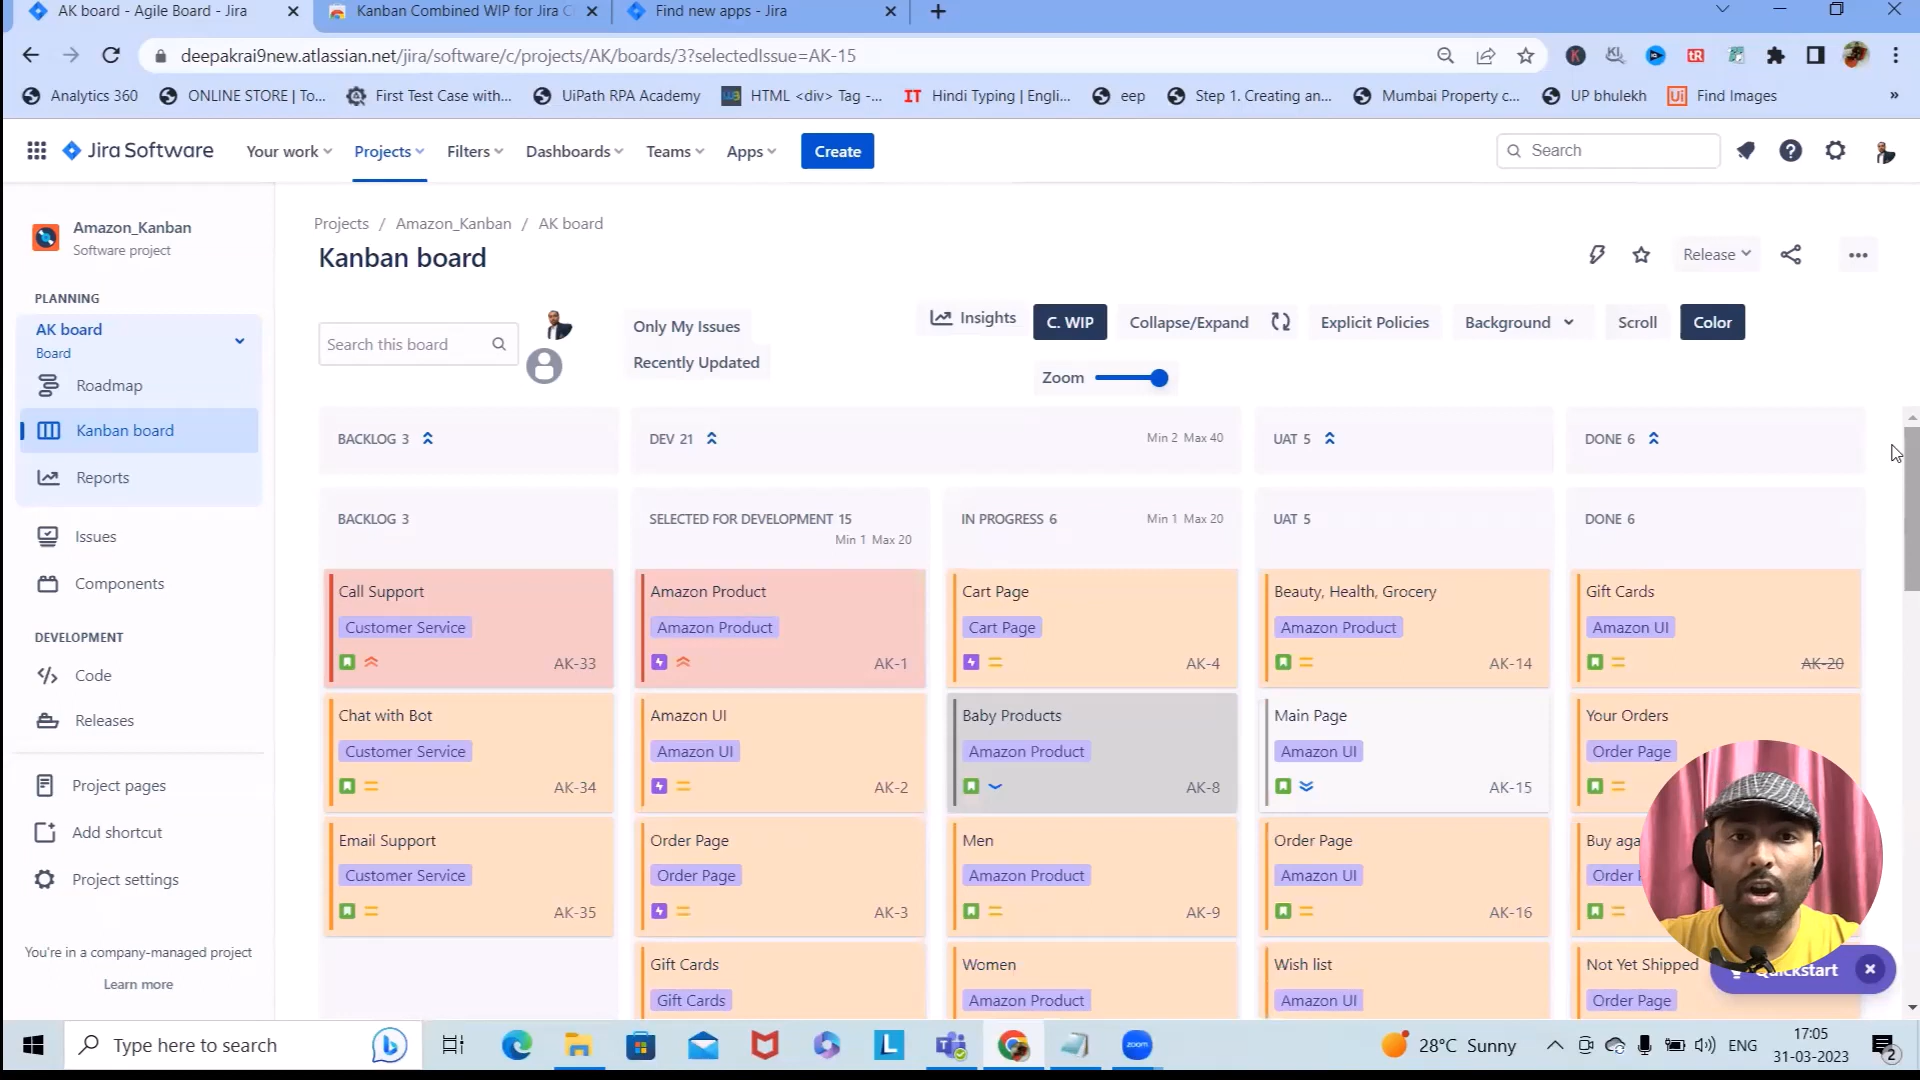 AK board - Agile Board - Jira
Kanban Combined WIP for Jira C
Find new apps - Jira
deepakrai9new.atlassian.net/jira/software/c/projects/AK/boards/3?selectedIssue=AK-15
Analytics 360
ONLINE STORE | To...
First Test Case with...
UiPath RPA Academy
HTML <div> Tag -...
IT Hindi Typing | Engli...
eep
Step 1. Creating an...
Mumbai Property c...
UP bhulekh
Ui Find Images
Jira Software
Your work
Projects
Filters
Dashboards
Teams
Apps
Create
Search
Amazon_Kanban
Software project
PLANNING
AK board
Board
Roadmap
Kanban board
Reports
Issues
Components
DEVELOPMENT
Code
Releases
Project pages
Add shortcut
Project settings
You're in a company-managed project
Learn more
Projects / Amazon_Kanban / AK board
Kanban board
Release
Search this board
Only My Issues
Recently Updated
Insights
C. WIP
Collapse/Expand
Explicit Policies
Background
Scroll
Color
Zoom
BACKLOG 3
DEV 21
Min 2 Max 40
UAT 5
DONE 6
BACKLOG 3
SELECTED FOR DEVELOPMENT 15
Min 1 Max 20
IN PROGRESS 6
Min 1 Max 20
UAT 5
DONE 6
Call Support
Customer Service
AK-33
Chat with Bot
Customer Service
AK-34
Email Support
Customer Service
AK-35
Amazon Product
Amazon Product
AK-1
Amazon UI
Amazon UI
AK-2
Order Page
Order Page
AK-3
Gift Cards
Gift Cards
Cart Page
Cart Page
AK-4
Baby Products
Amazon Product
AK-8
Men
Amazon Product
AK-9
Women
Amazon Product
Beauty, Health, Grocery
Amazon Product
AK-14
Main Page
Amazon UI
AK-15
Order Page
Amazon UI
AK-16
Wish list
Amazon UI
Gift Cards
Amazon UI
AK-20
Your Orders
Order Page
Buy aga
Order
Not Yet Shipped
Order Page
Type here to search
zoom
28°C Sunny
ENG
17:05
31-03-2023
2